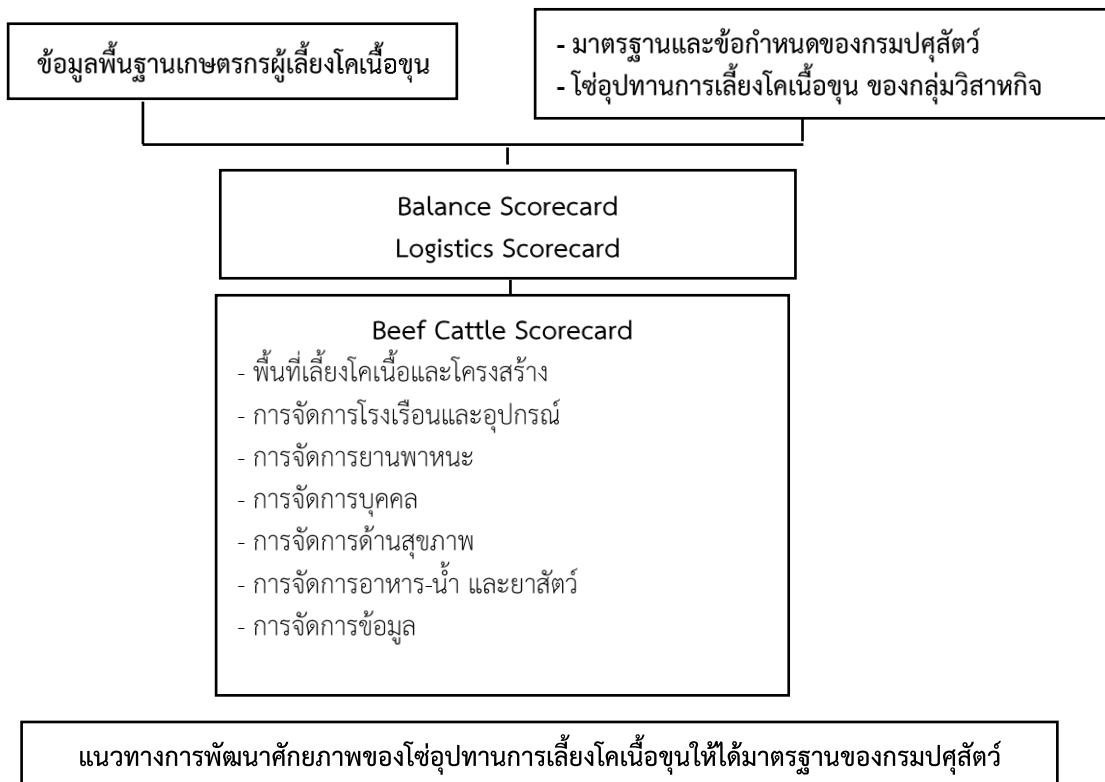 ข้อมูลพื้นฐานเกษตรกรผู้เลี้ยงโคเนื้อขุน
- มาตรฐานและข้อกำหนดของกรมปศุสัตว์
- โซ่อุปทานการเลี้ยงโคเนื้อขุน ของกลุ่มวิสาหกิจ
Balance Scorecard
Logistics Scorecard
Beef Cattle Scorecard
- พื้นที่เลี้ยงโคเนื้อและโครงสร้าง
- การจัดการโรงเรือนและอุปกรณ์
- การจัดการยานพาหนะ
- การจัดการบุคคล
- การจัดการด้านสุขภาพ
- การจัดการอาหาร-น้ำ และยาสัตว์
- การจัดการข้อมูล
แนวทางการพัฒนาศักยภาพของโซ่อุปทานการเลี้ยงโคเนื้อขุนให้ได้มาตรฐานของกรมปศุสัตว์